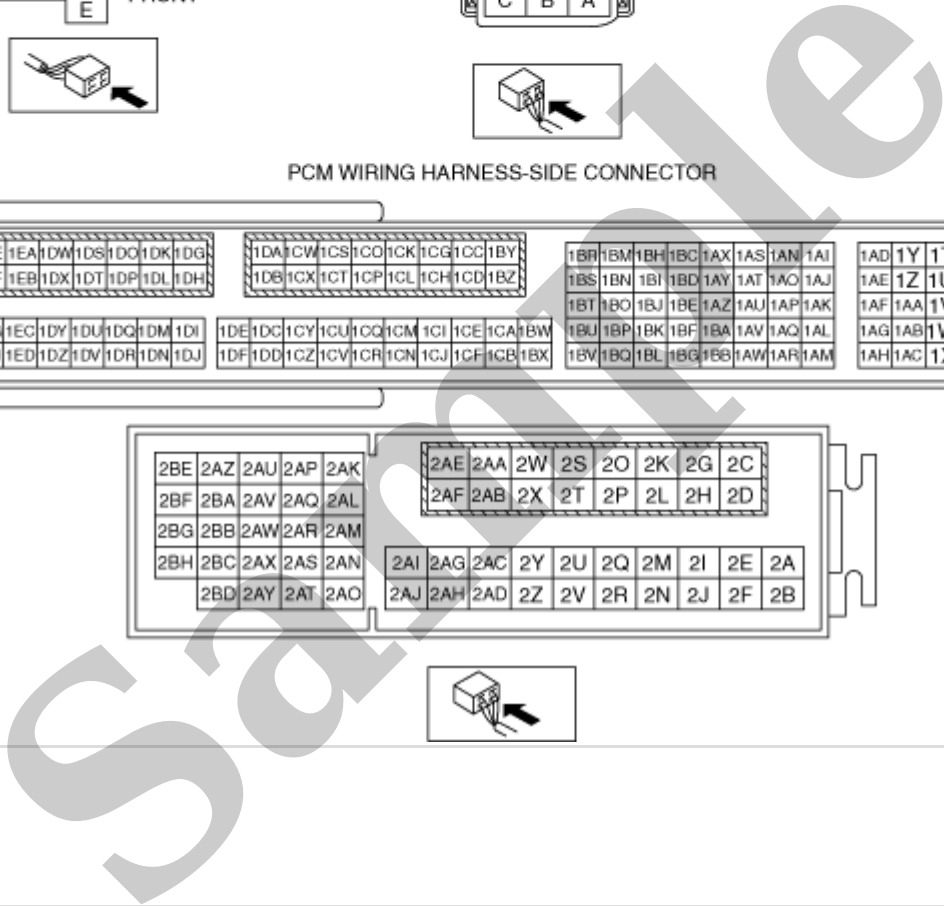 E
C B A
PCM WIRING HARNESS-SIDE CONNECTOR
1EA 1DW 1DS 1DO 1DK 1DG 1DA 1CW 1CS 1CO 1CK 1CG 1CC 1BY 1BR 1BM 1BH 1BC 1AX 1AS 1AN 1AI 1AD 1Y
1EB 1DX 1DT 1DP 1DL 1DH 1DB 1CX 1CT 1CP 1CL 1CH 1CD 1BZ 1BS 1BN 1BI 1BD 1AY 1AT 1AO 1AJ 1AE 1Z
1BT 1BO 1BJ 1BE 1AZ 1AU 1AP 1AK 1AF 1AA
1EC 1DY 1DU 1DQ 1DM 1DI 1DE 1DC 1CY 1CU 1CQ 1CM 1CI 1CE 1CA 1BW 1BU 1BP 1BK 1BF 1BA 1AV 1AQ 1AL 1AG 1AB
1ED 1DZ 1DV 1DR 1DN 1DJ 1DF 1DD 1CZ 1CV 1CR 1CN 1CJ 1CF 1CB 1BX 1BV 1BQ 1BL 1BG 1BB 1AW 1AR 1AM 1AH 1AC
2BE 2AZ 2AU 2AP 2AK 2AE 2AA 2W 2S 2O 2K 2G 2C
2BF 2BA 2AV 2AQ 2AL 2AF 2AB 2X 2T 2P 2L 2H 2D
2BG 2BB 2AW 2AR 2AM
2BH 2BC 2AX 2AS 2AN 2AI 2AG 2AC 2Y 2U 2Q 2M 2I 2E 2A
2BD 2AY 2AT 2AO 2AJ 2AH 2AD 2Z 2V 2R 2N 2J 2F 2B
Sample